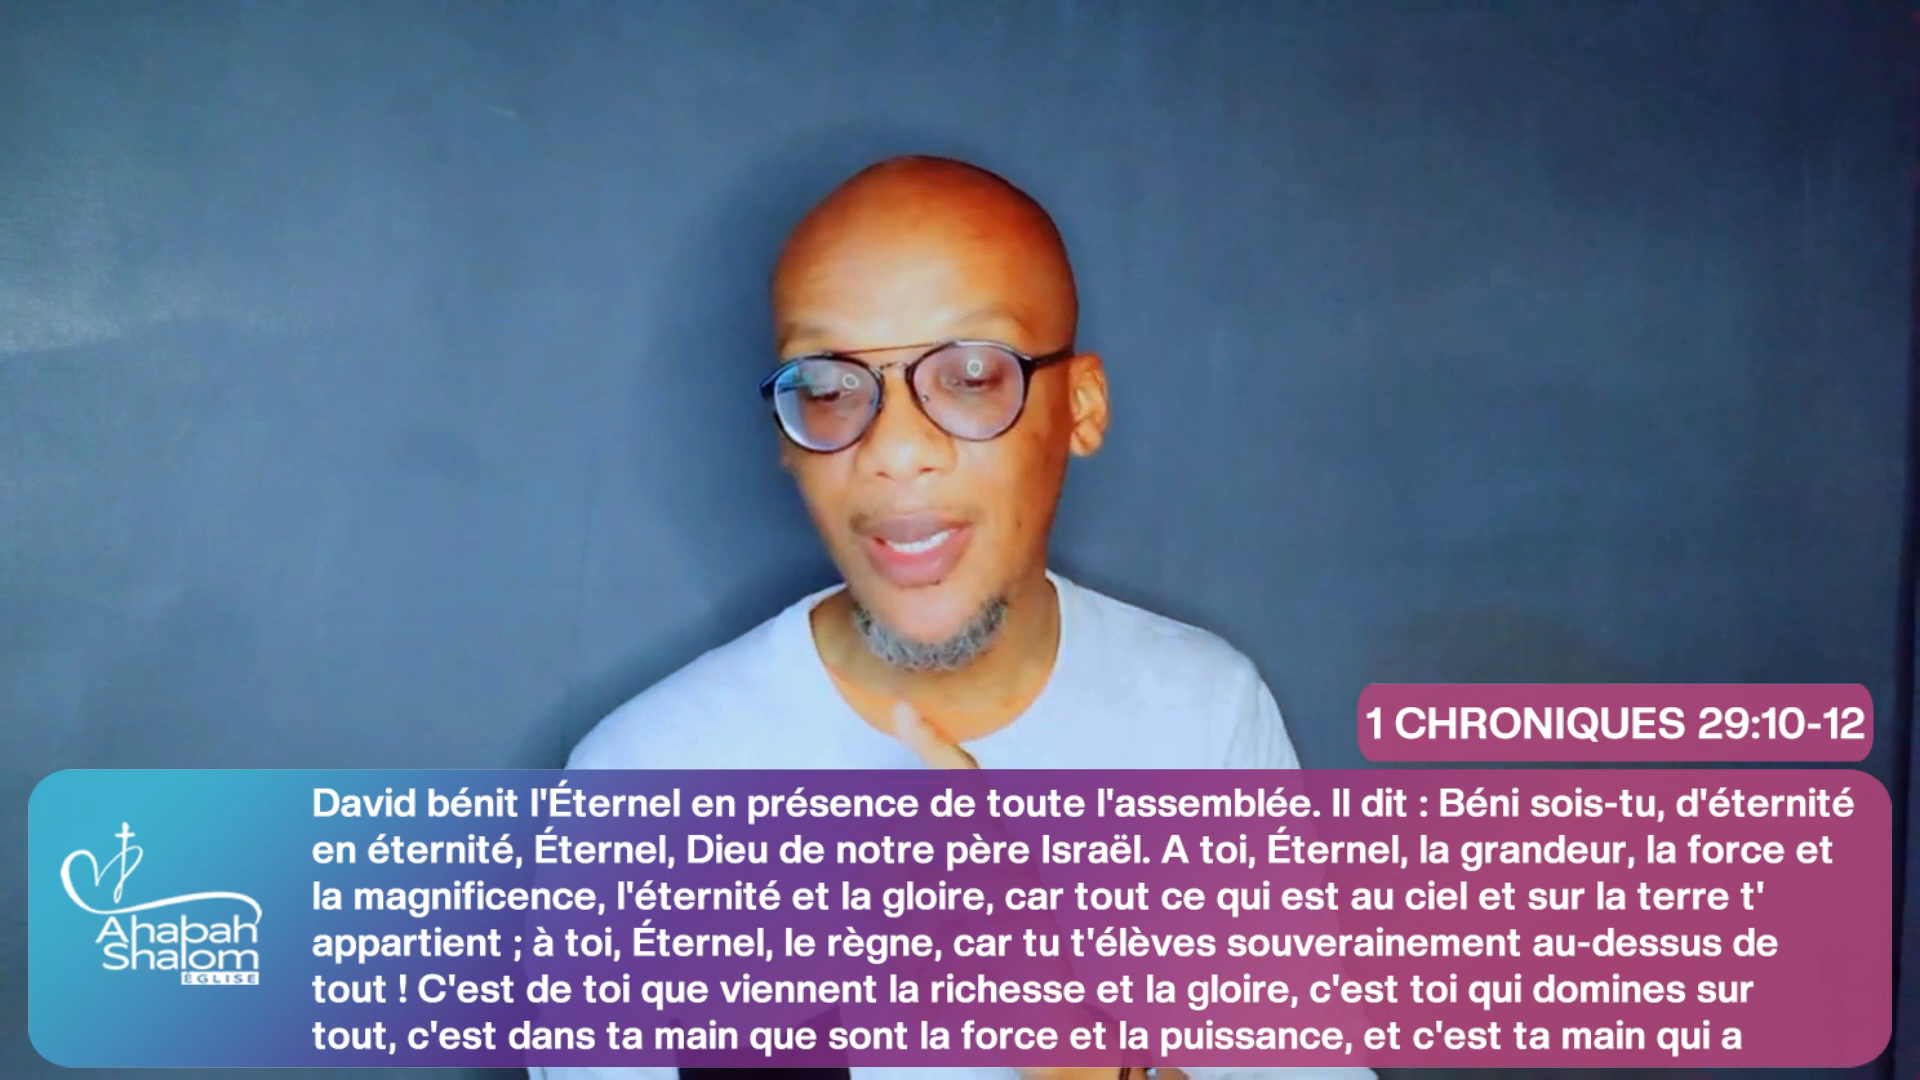 1 CHRONIQUES 29:10-12
David bénit l'Éternel en présence de toute l'assemblée. Il dit : Béni sois-tu, d'éternité
en éternité, Éternel, Dieu de notre père Israël. A toi, Éternel, la grandeur, la force et
la magnificence, l'éternité et la gloire, car tout ce qui est au ciel et sur la terre t'
appartient ; à toi, Éternel, le règne, car tu t'élèves souverainement au-dessus de
tout ! C'est de toi que viennent la richesse et la gloire, c'est toi qui domines sur
tout, c'est dans ta main que sont la force et la puissance, et c'est ta main qui a
Ahabah
Shalom
ÉGLISE